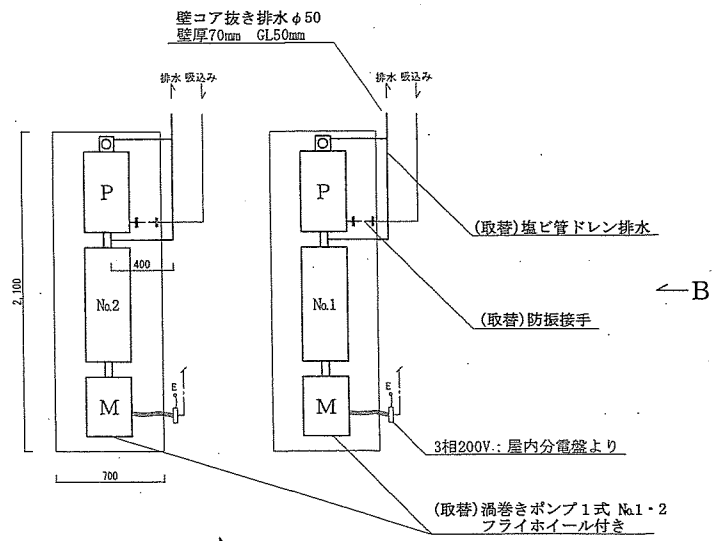 壁コア抜き排水φ50
壁厚70mm GL50mm
排水 吸込み
排水 吸込み
P
P
(取替)塩ビ管ドレン排水
400
2,100
No.2
No.1
B
(取替)防振接手
E
E
M
M
3相200V.:屋内分電盤より
700
(取替)渦巻きポンプ1式 No.1・2
フライホイール付き